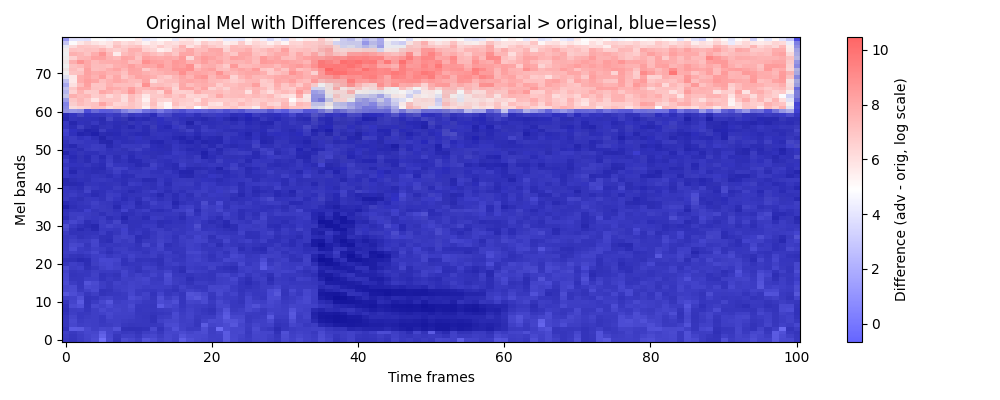 Original Mel with Differences (red=adversarial > original, blue=less)
70
60
50
40
30
20
10
0
Mel bands
0 20 40 60 80 100
Time frames
10
8
6
4
2
0
Difference (adv - orig, log scale)